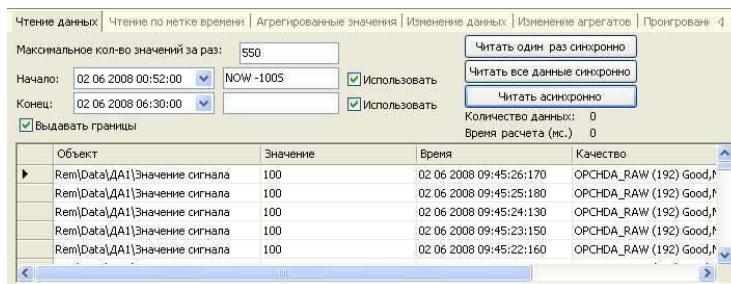 Чтение данных Чтение по метке времени Агрегированные значения Изменение данных Изменение агрегатов Проигрован
Максимальное кол-во значений за раз: 550 Читать один раз синхронно
Начало: 02 06 2008 00:52:00 NOW -100S Использовать Читать все данные синхронно
Конец: 02 06 2008 06:30:00 Использовать Читать асинхронно
Выдавать границы Количество данных: 0
Время расчета (мс.) 0
Объект Значение Время Качество
Rem\Data\ДА1\Значение сигнала 100 02 06 2008 09:45:26:170 OPCHDA_RAW (192) Good,N
Rem\Data\ДА1\Значение сигнала 100 02 06 2008 09:45:25:180 OPCHDA_RAW (192) Good,N
Rem\Data\ДА1\Значение сигнала 100 02 06 2008 09:45:24:130 OPCHDA_RAW (192) Good,N
Rem\Data\ДА1\Значение сигнала 100 02 06 2008 09:45:23:150 OPCHDA_RAW (192) Good,N
Rem\Data\ДА1\Значение сигнала 100 02 06 2008 09:45:22:160 OPCHDA_RAW (192) Good,N